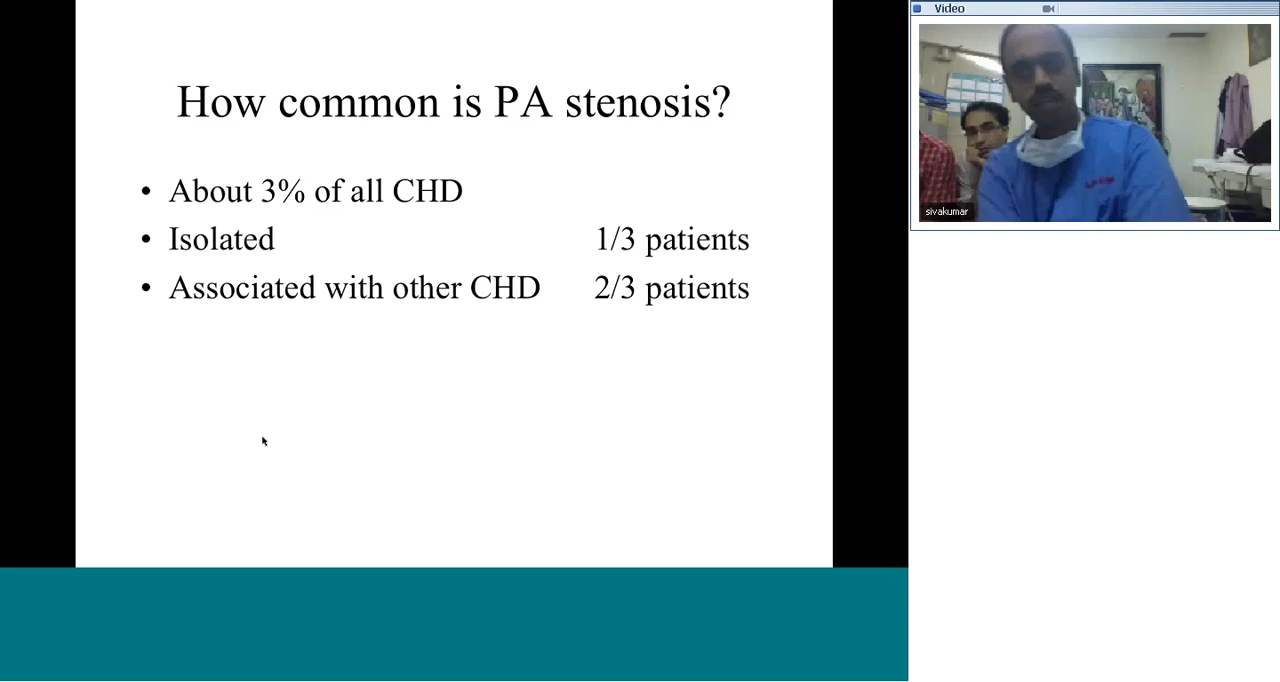 How common is PA stenosis?
• About 3% of all CHD
• Isolated 1/3 patients
• Associated with other CHD 2/3 patients
Video
sivakumar